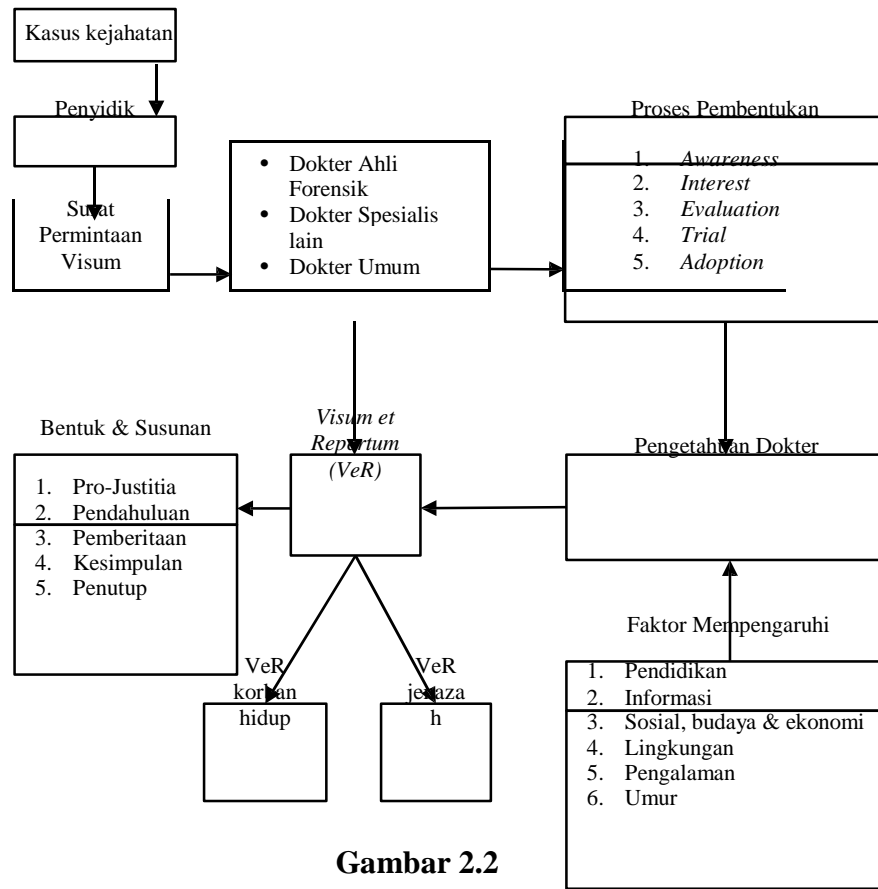 Kasus kejahatan
Penyidik
Surat
Permintaan
Visum
• Dokter Ahli
Forensik
• Dokter Spesialis
lain
• Dokter Umum
Proses Pembentukan
1. Awareness
2. Interest
3. Evaluation
4. Trial
5. Adoption
Bentuk & Susunan
1. Pro-Justitia
2. Pendahuluan
3. Pemberitaan
4. Kesimpulan
5. Penutup
Visum et
Repertum
(VeR)
Pengetahuan Dokter
VeR
korban
hidup
VeR
jenaza
h
Faktor Mempengaruhi
1. Pendidikan
2. Informasi
3. Sosial, budaya & ekonomi
4. Lingkungan
5. Pengalaman
6. Umur
Gambar 2.2